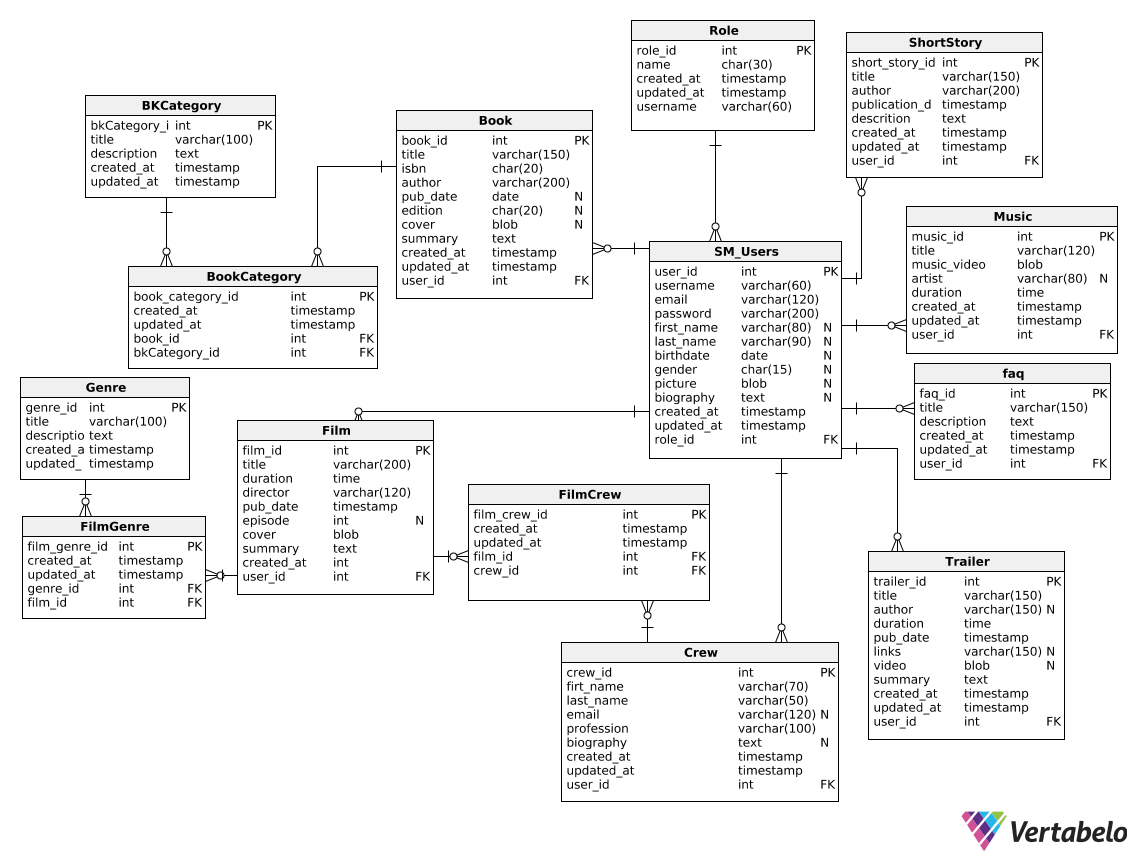 Role
role_id int PK
name char(30)
created_at timestamp
updated_at timestamp
username varchar(60)
ShortStory
short_story_id int PK
title varchar(150)
author varchar(200)
publication_d timestamp
descrition text
created_at timestamp
updated_at timestamp
user_id int FK
BKCategory
bkCategory_i int PK
title varchar(100)
description text
created_at timestamp
updated_at timestamp
Book
book_id int PK
title varchar(150)
isbn char(20)
author varchar(200)
pub_date date N
edition char(20) N
cover blob N
summary text
created_at timestamp
updated_at timestamp
user_id int FK
Music
music_id int PK
title varchar(120)
music_video blob
artist varchar(80) N
duration time
created_at timestamp
updated_at timestamp
user_id int FK
SM_Users
user_id int PK
username varchar(60)
email varchar(120)
password varchar(200)
first_name varchar(80) N
last_name varchar(90) N
birthdate date N
gender char(15) N
picture blob N
biography text N
created_at timestamp
updated_at timestamp
role_id int FK
BookCategory
book_category_id int PK
created_at timestamp
updated_at timestamp
book_id int FK
bkCategory_id int FK
faq
faq_id int PK
title varchar(150)
description text
created_at timestamp
updated_at timestamp
user_id int FK
Genre
genre_id int PK
title varchar(100)
descriptio text
created_a timestamp
updated_ timestamp
Film
film_id int PK
title varchar(200)
duration time
director varchar(120)
pub_date timestamp
episode int N
cover blob
summary text
created_at int
user_id int FK
FilmCrew
film_crew_id int PK
created_at timestamp
updated_at timestamp
film_id int FK
crew_id int FK
FilmGenre
film_genre_id int PK
created_at timestamp
updated_at timestamp
genre_id int FK
film_id int FK
Trailer
trailer_id int PK
title varchar(150)
author varchar(150) N
duration time
pub_date timestamp
links varchar(150) N
video blob N
summary text
created_at timestamp
updated_at timestamp
user_id int FK
Crew
crew_id int PK
firt_name varchar(70)
last_name varchar(50)
email varchar(120) N
profession varchar(100)
biography text N
created_at timestamp
updated_at timestamp
user_id int FK
Vertabelo